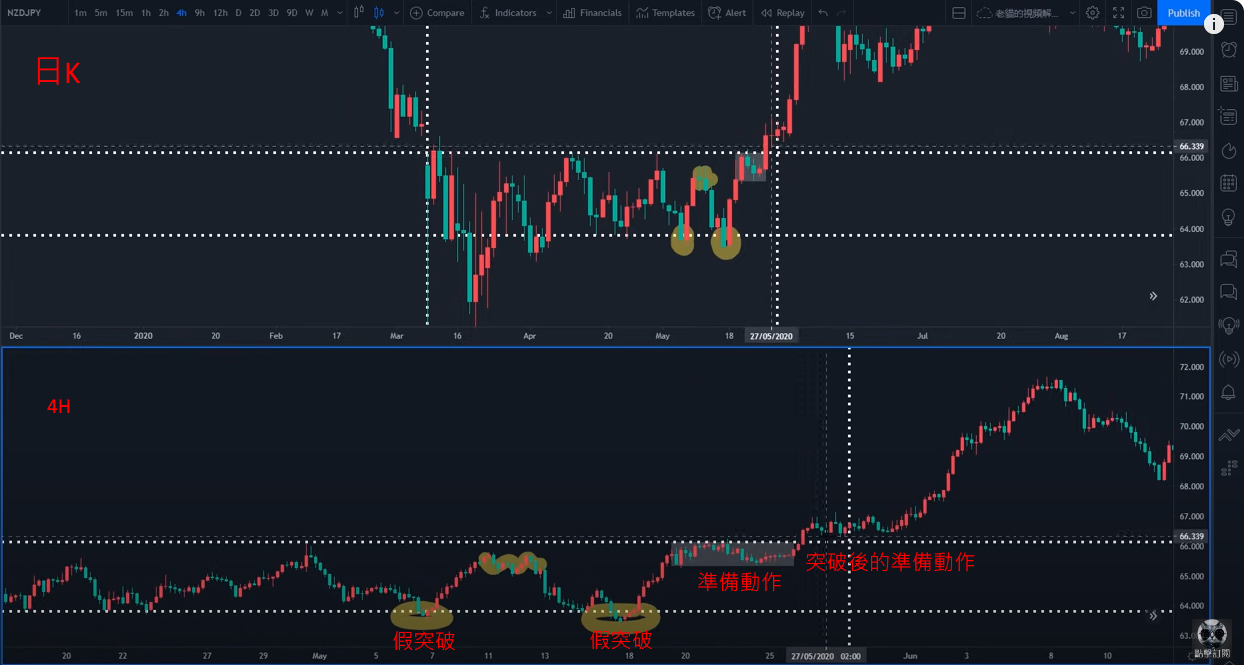 NZDJPY 1m 5m 15m 1h 2h 4h 9h 12h D 2D 3D 9D W M Compare Indicators Financials Templates Alert Replay 老貓的視頻解... Publish
日K
69.000
68.000
67.000
66.339
66.000
65.000
64.000
63.000
62.000
Dec 16 2020 20 Feb 17 Mar 16 Apr 20 May 18 27/05/2020 15 Jul 20 Aug 17
72.000
71.000
4H
70.000
69.000
68.000
67.000
66.339
66.000
突破後的準備動作
65.000
準備動作
64.000
假突破 假突破
63.0
點擊訂閱
20 22 27 29 May 5 7 11 13 18 20 25 27/05/2020 02:00 Jun 3 8 10